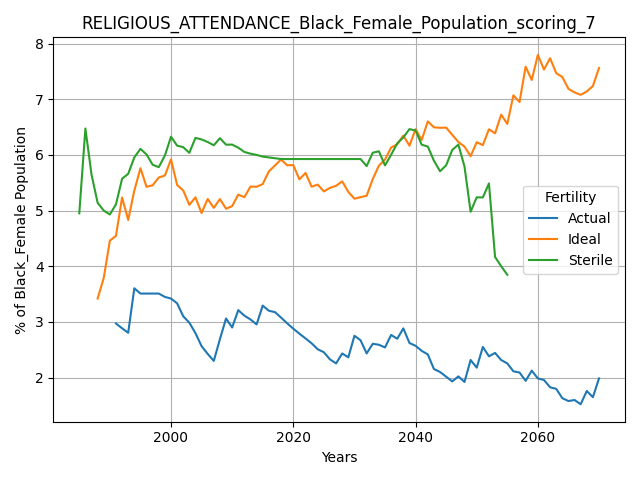 RELIGIOUS_ATTENDANCE_Black_Female_Population_scoring_7
% of Black_Female Population
8
7
6
5
4
3
2
Fertility
Actual
Ideal
Sterile
2000
2020
2040
2060
Years